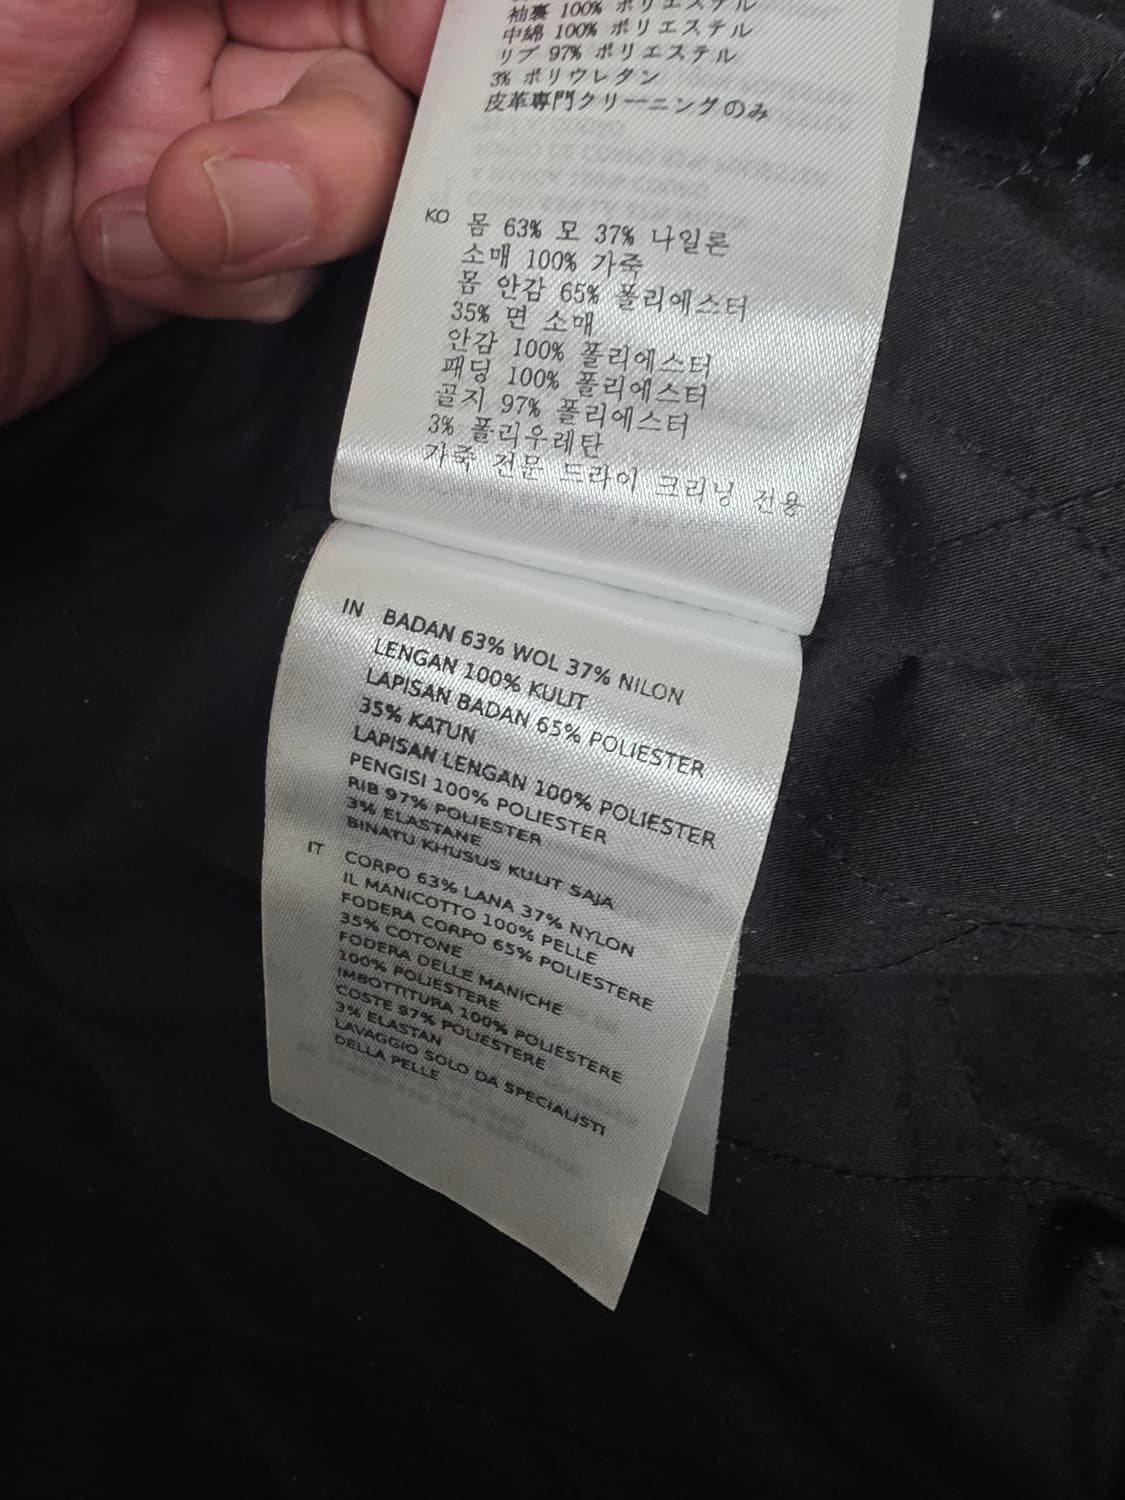 袖裏 100% ポリエステル
中綿 100% ポリエステル
リブ 97% ポリエステル
3% ポリウレタン
皮革専門クリーニングのみ
KO 몸 63% 모 37% 나일론
소매 100% 가죽
몸 안감 65% 폴리에스터
35% 면 소매
안감 100% 폴리에스터
패딩 100% 폴리에스터
골지 97% 폴리에스터
3% 폴리우레탄
가죽 전문 드라이 크리닝 전용
IN BADAN 63% WOL 37% NILON
LENGAN 100% KULIT
LAPISAN BADAN 65% POLIESTER
35% KATUN
LAPISAN LENGAN 100% POLIESTER
PENGISI 100% POLIESTER
RIB 97% POLIESTER
3% ELASTANE
BINATU KHUSUS KULIT SAJA
IT CORPO 63% LANA 37% NYLON
IL MANICOTTO 100% PELLE
FODERA CORPO 65% POLIESTERE
35% COTONE
FODERA DELLE MANICHE
100% POLIESTERE
IMBOTTITURA 100% POLIESTERE
COSTE 97% POLIESTERE
3% ELASTAN
LAVAGGIO SOLO DA SPECIALISTI
DELLA PELLE